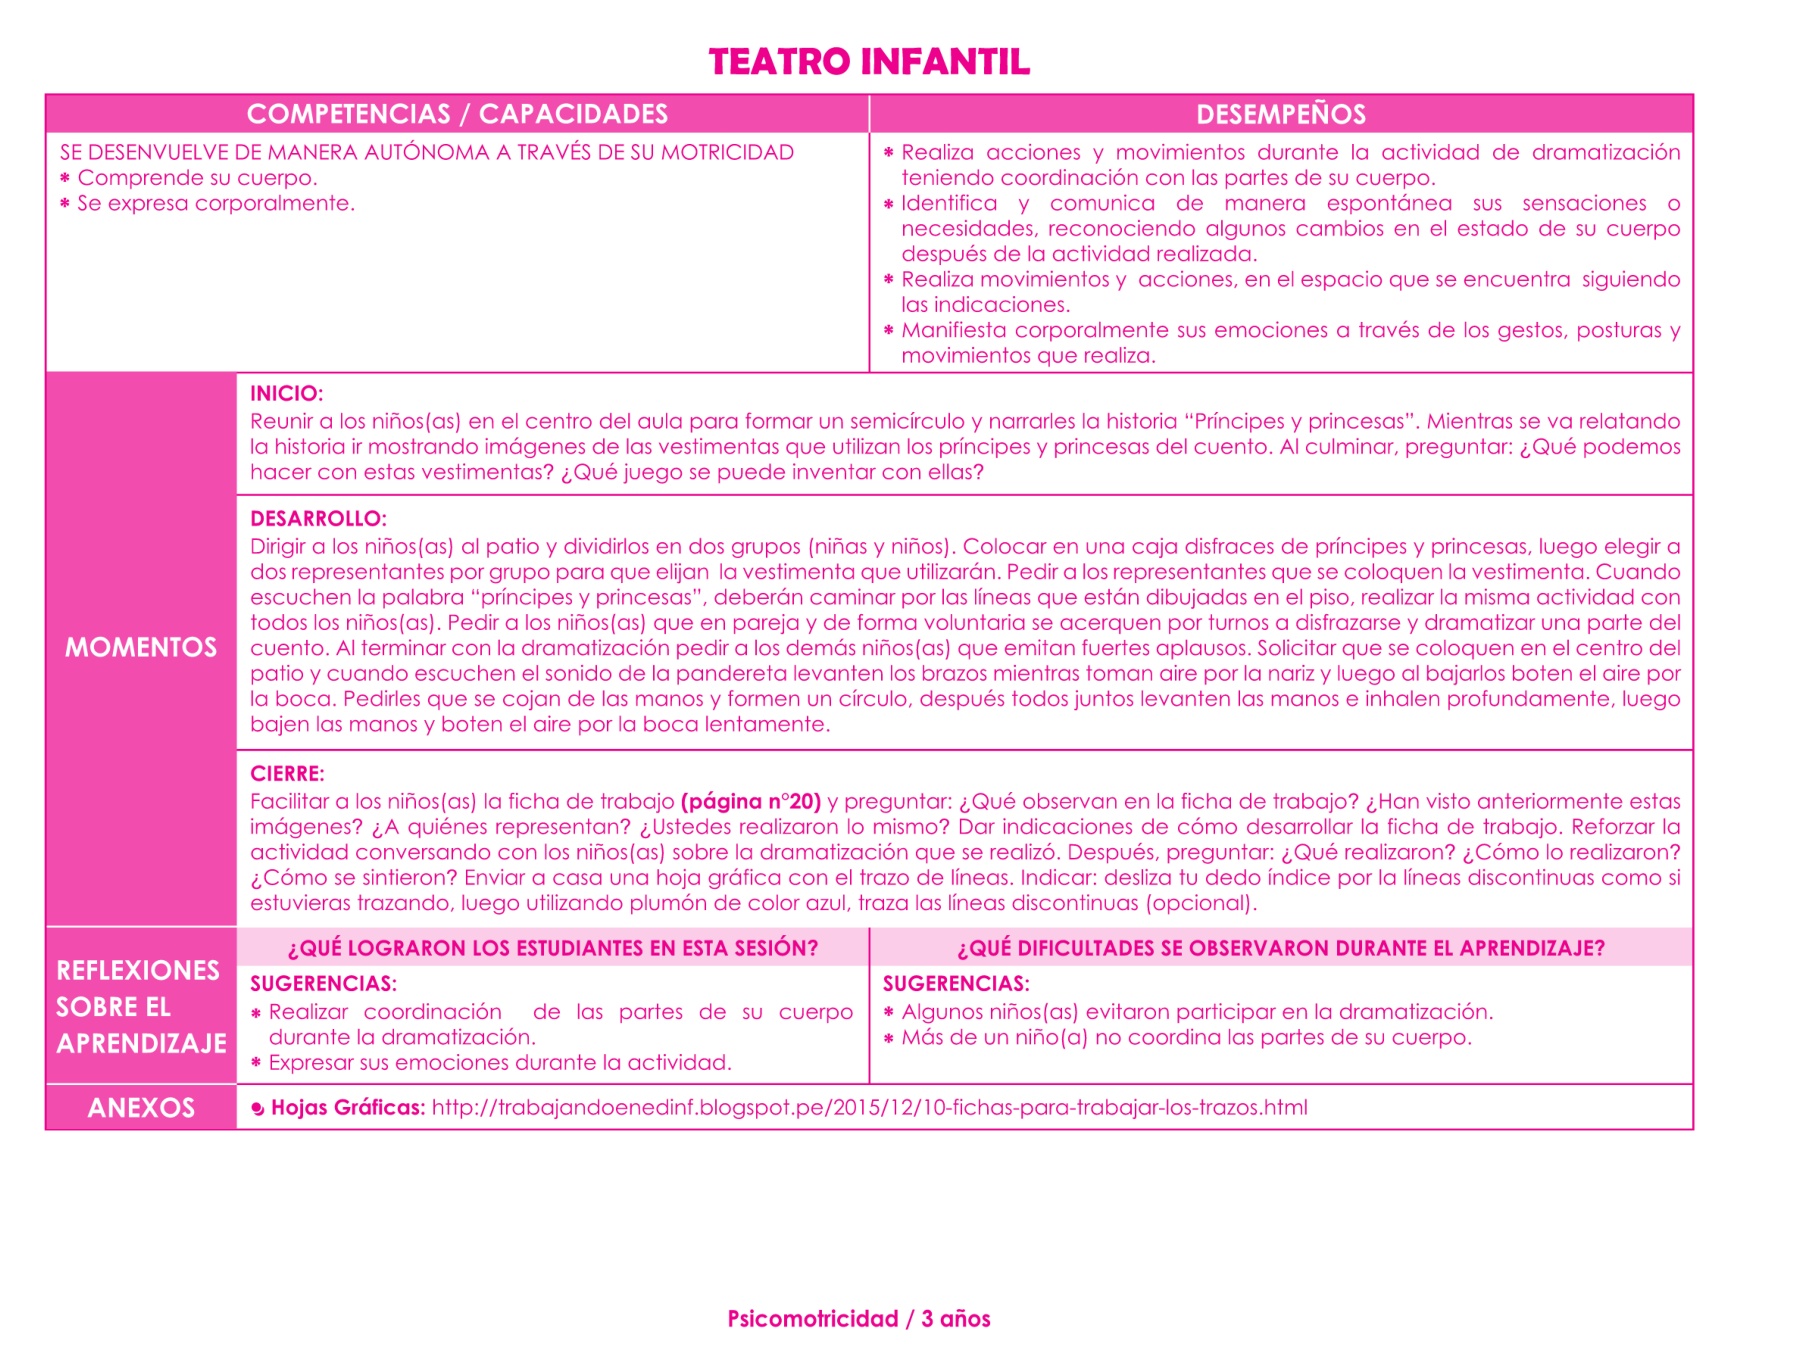 TEATRO INFANTIL
COMPETENCIAS / CAPACIDADES
DESEMPEÑOS
SE DESENVUELVE DE MANERA AUTÓNOMA A TRAVÉS DE SU MOTRICIDAD
* Comprende su cuerpo.
* Se expresa corporalmente.
* Realiza acciones y movimientos durante la actividad de dramatización
teniendo coordinación con las partes de su cuerpo.
* Identifica y comunica de manera espontánea sus sensaciones o
necesidades, reconociendo algunos cambios en el estado de su cuerpo
después de la actividad realizada.
* Realiza movimientos y acciones, en el espacio que se encuentra siguiendo
las indicaciones.
* Manifiesta corporalmente sus emociones a través de los gestos, posturas y
movimientos que realiza.
MOMENTOS
INICIO:
Reunir a los niños(as) en el centro del aula para formar un semicírculo y narrarles la historia “Príncipes y princesas”. Mientras se va relatando
la historia ir mostrando imágenes de las vestimentas que utilizan los príncipes y princesas del cuento. Al culminar, preguntar: ¿Qué podemos
hacer con estas vestimentas? ¿Qué juego se puede inventar con ellas?
DESARROLLO:
Dirigir a los niños(as) al patio y dividirlos en dos grupos (niñas y niños). Colocar en una caja disfraces de príncipes y princesas, luego elegir a
dos representantes por grupo para que elijan la vestimenta que utilizarán. Pedir a los representantes que se coloquen la vestimenta. Cuando
escuchen la palabra “príncipes y princesas”, deberán caminar por las líneas que están dibujadas en el piso, realizar la misma actividad con
todos los niños(as). Pedir a los niños(as) que en pareja y de forma voluntaria se acerquen por turnos a disfrazarse y dramatizar una parte del
cuento. Al terminar con la dramatización pedir a los demás niños(as) que emitan fuertes aplausos. Solicitar que se coloquen en el centro del
patio y cuando escuchen el sonido de la pandereta levanten los brazos mientras toman aire por la nariz y luego al bajarlos boten el aire por
la boca. Pedirles que se cojan de las manos y formen un círculo, después todos juntos levanten las manos e inhalen profundamente, luego
bajen las manos y boten el aire por la boca lentamente.
CIERRE:
Facilitar a los niños(as) la ficha de trabajo (página n°20) y preguntar: ¿Qué observan en la ficha de trabajo? ¿Han visto anteriormente estas
imágenes? ¿A quiénes representan? ¿Ustedes realizaron lo mismo? Dar indicaciones de cómo desarrollar la ficha de trabajo. Reforzar la
actividad conversando con los niños(as) sobre la dramatización que se realizó. Después, preguntar: ¿Qué realizaron? ¿Cómo lo realizaron?
¿Cómo se sintieron? Enviar a casa una hoja gráfica con el trazo de líneas. Indicar: desliza tu dedo índice por la líneas discontinuas como si
estuvieras trazando, luego utilizando plumón de color azul, traza las líneas discontinuas (opcional).
REFLEXIONES
SOBRE EL
APRENDIZAJE
¿QUÉ LOGRARON LOS ESTUDIANTES EN ESTA SESIÓN?
SUGERENCIAS:
* Realizar coordinación de las partes de su cuerpo
durante la dramatización.
* Expresar sus emociones durante la actividad.
¿QUÉ DIFICULTADES SE OBSERVARON DURANTE EL APRENDIZAJE?
SUGERENCIAS:
* Algunos niños(as) evitaron participar en la dramatización.
* Más de un niño(a) no coordina las partes de su cuerpo.
ANEXOS
Hojas Gráficas: http://trabajandoenedinf.blogspot.pe/2015/12/10-fichas-para-trabajar-los-trazos.html
Psicomotricidad / 3 años